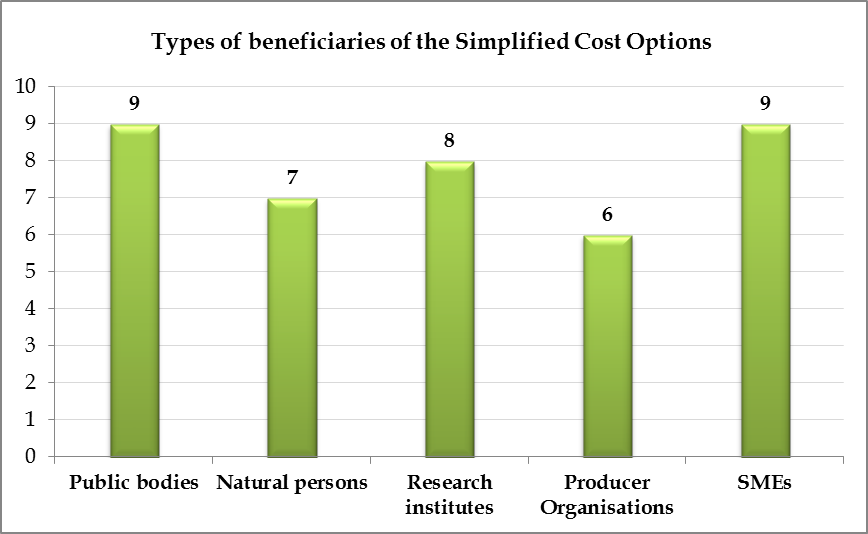 Types of beneficiaries of the Simplified Cost Options
10
9
8
7
6
5
4
3
2
1
0
9
7
8
6
9
Public bodies
Natural persons
Research
institutes
Producer
Organisations
SMEs